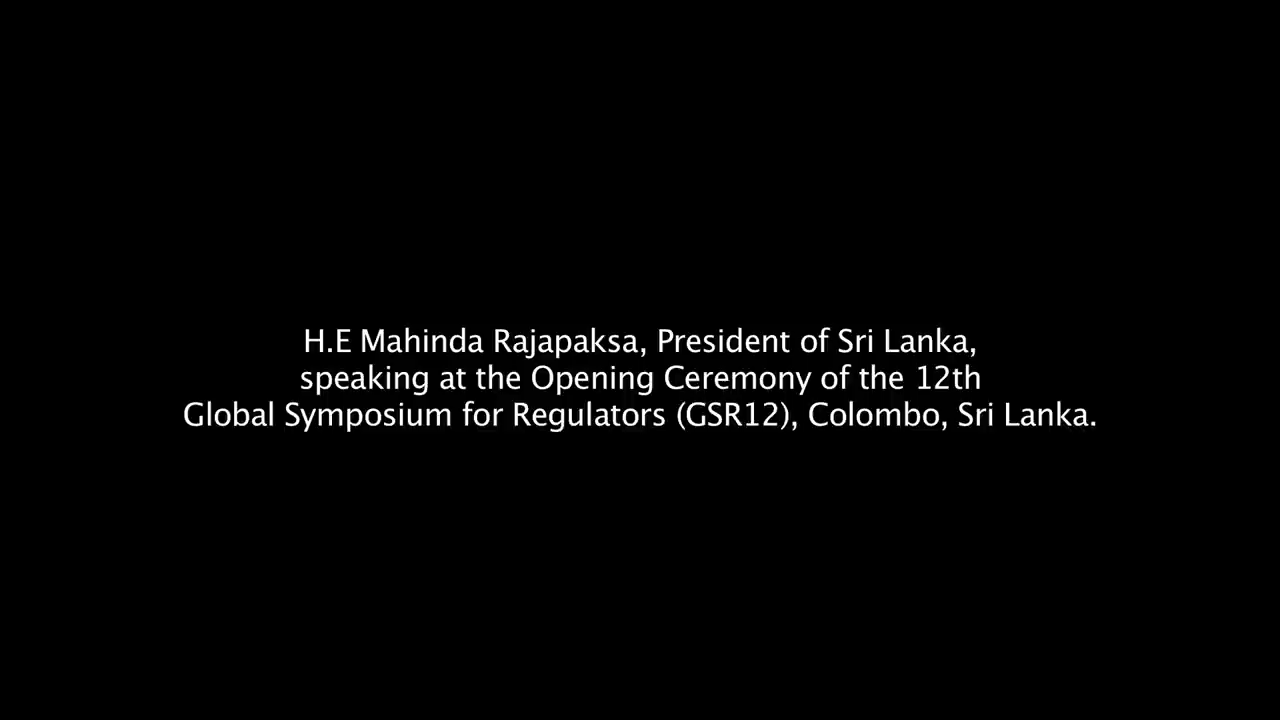 H.E Mahinda Rajapaksa, President of Sri Lanka,
speaking at the Opening Ceremony of the 12th
Global Symposium for Regulators (GSR12), Colombo, Sri Lanka.